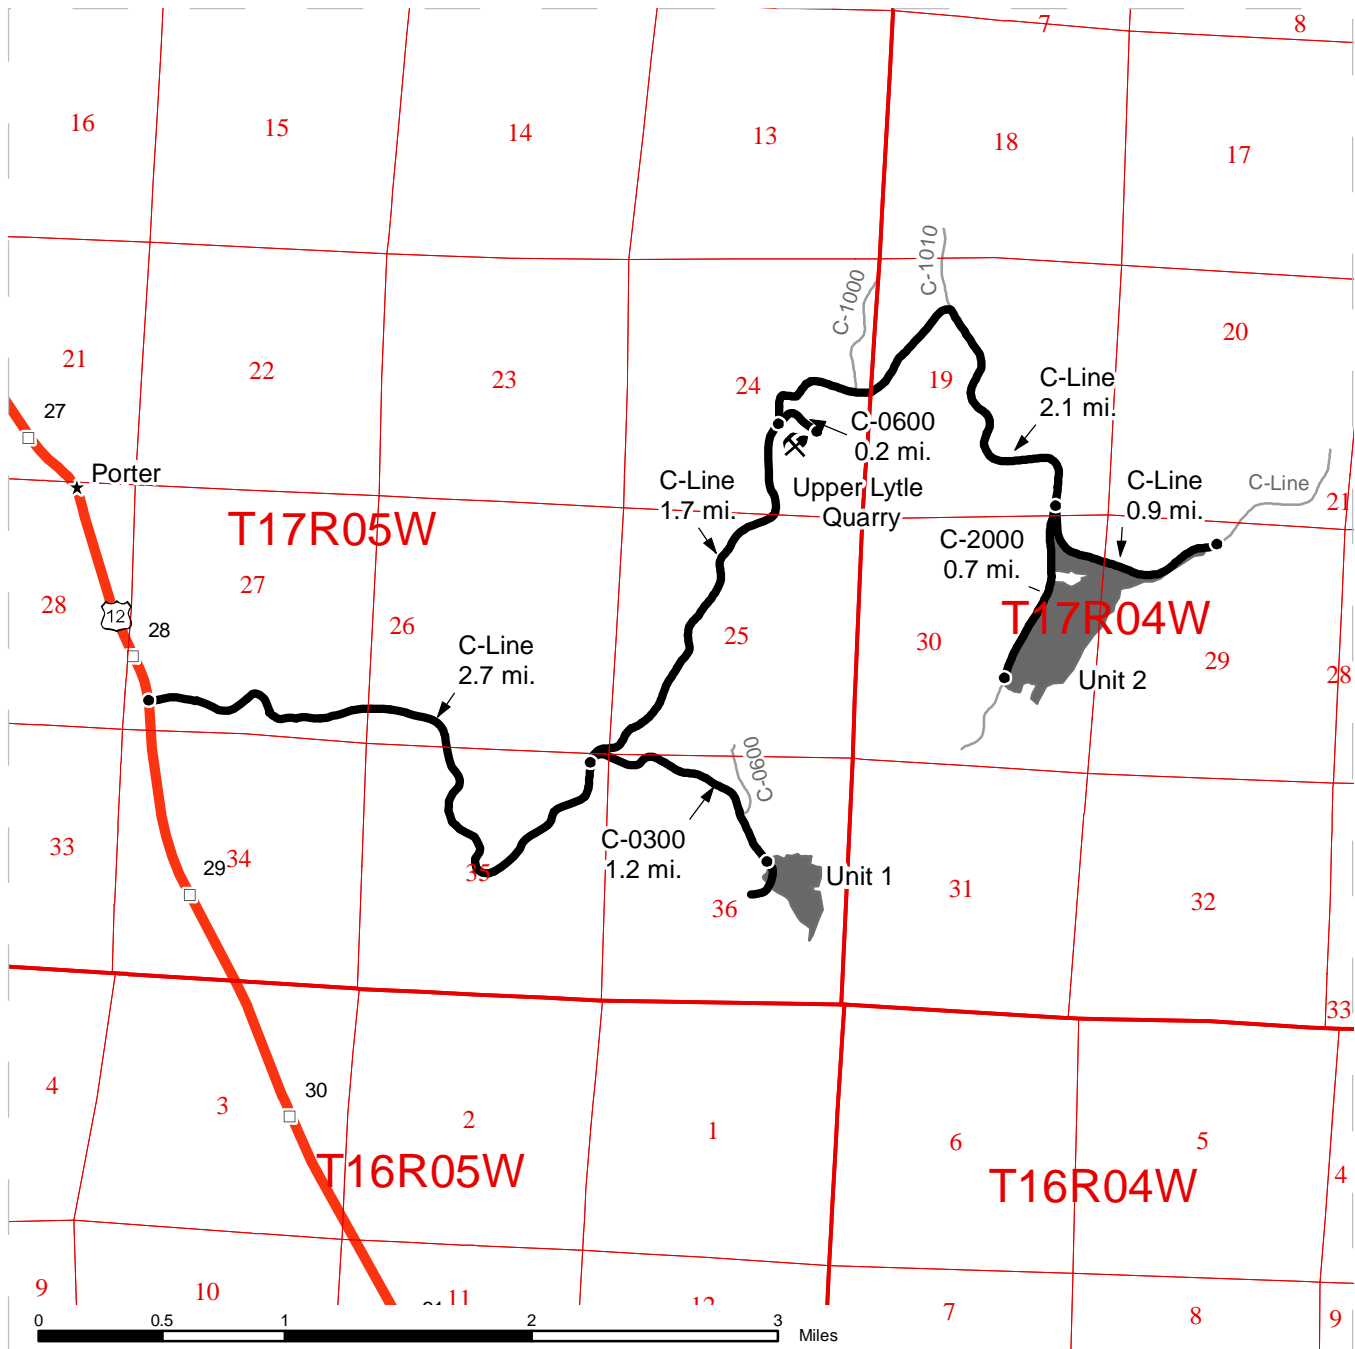 7
8
16
15
14
13
18
17
C-1010
C-1000
20
21
22
23
24
19
C-Line
2.1 mi.
27
C-0600
0.2 mi.
Porter
C-Line
1.7 mi.
Upper Lytle
Quarry
C-Line
0.9 mi.
C-Line
21
T17R05W
C-2000
0.7 mi.
28
27
12
28
26
25
30
T17R04W
29
28
C-Line
2.7 mi.
Unit 2
C-0600
33
34
29
35
C-0300
1.2 mi.
Unit 1
36
31
32
33
4
3
30
2
1
6
5
4
T16R05W
T16R04W
9
10
11
7
8
9
0
0.5
1
2
3
Miles